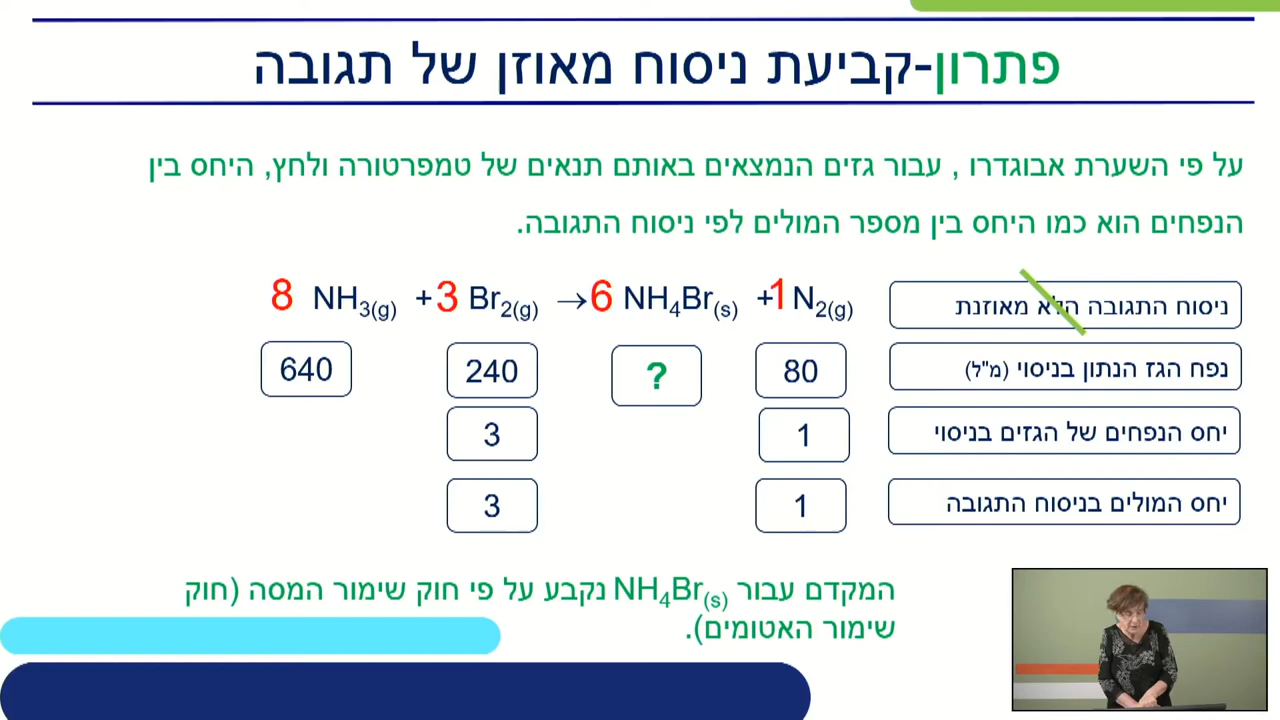 פתרון-קביעת ניסוח מאוזן של תגובה
על פי השערת אבוגדרו , עבור גזים הנמצאים באותם תנאים של טמפרטורה ולחץ, היחס בין
הנפחים הוא כמו היחס בין מספר המולים לפי ניסוח התגובה.
8 NH3(g) + 3 Br2(g) → 6 NH4Br(s) + 1 N2(g)
ניסוח התגובה הלא מאוזנת
640 240 ? 80
נפח הגז הנתון בניסוי (מ"ל)
3 1
יחס הנפחים של הגזים בניסוי
3 1
יחס המולים בניסוח התגובה
המקדם עבור NH4Br(s) נקבע על פי חוק שימור המסה (חוק
שימור האטומים).